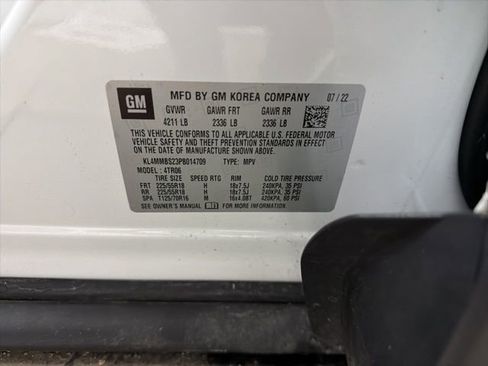 GM
MFD BY GM KOREA COMPANY 07/22
GVWR GAWR FRT GAWR RR
4211 LB 2336 LB 2336 LB
THIS VEHICLE CONFORMS TO ALL APPLICABLE U.S. FEDERAL MOTOR
VEHICLE SAFETY AND THEFT PREVENTION STANDARDS IN EFFECT
ON THE DATE OF MANUFACTURE SHOWN ABOVE.
KL4MMBS23PB014709 TYPE: MPV
MODEL: 4TR06
TIRE SIZE SPEED RTG RIM COLD TIRE PRESSURE
FRT 225/55R18 H 18x7.5J 240KPA, 35 PSI
RR 225/55R18 H 18x7.5J 240KPA, 35 PSI
SPA T125/70R16 M 16x4.0BT 420KPA, 60 PSI
SEE OWNER'S MANUAL FOR MORE INFORMATION.